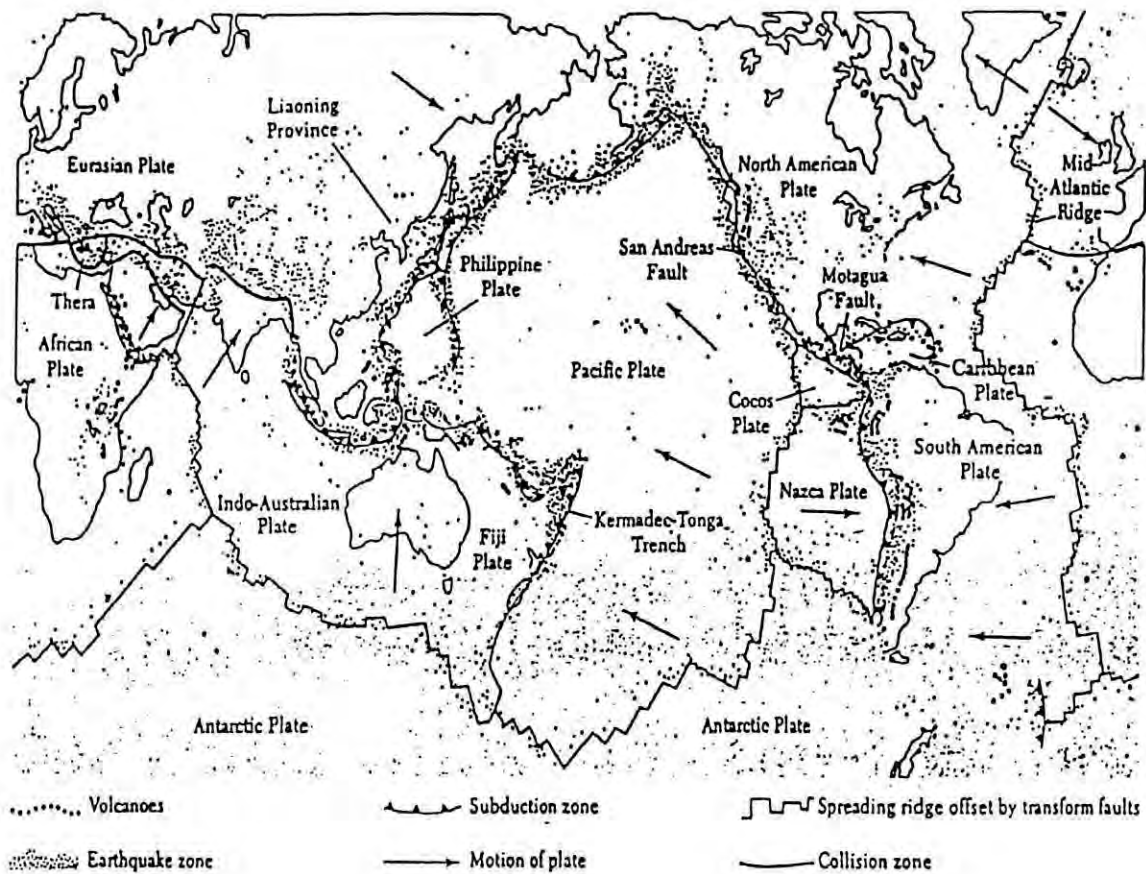 Liaoning
Province
Eurasian Plate
North American
Plate
Mid
Atlantic
Ridge
San Andreas
Fault
Philippine
Plate
Motagua
Fault
Thera
African
Plate
Pacific Plate
Caribbean
Plate
Cocos
Plate
South American
Plate
Indo-Australian
Plate
Nazca Plate
Fiji
Plate
Kermadec-Tonga
Trench
Antarctic Plate
Antarctic Plate
Volcanoes
Subduction zone
Spreading ridge offset by transform faults
Earthquake zone
Motion of plate
Collision zone